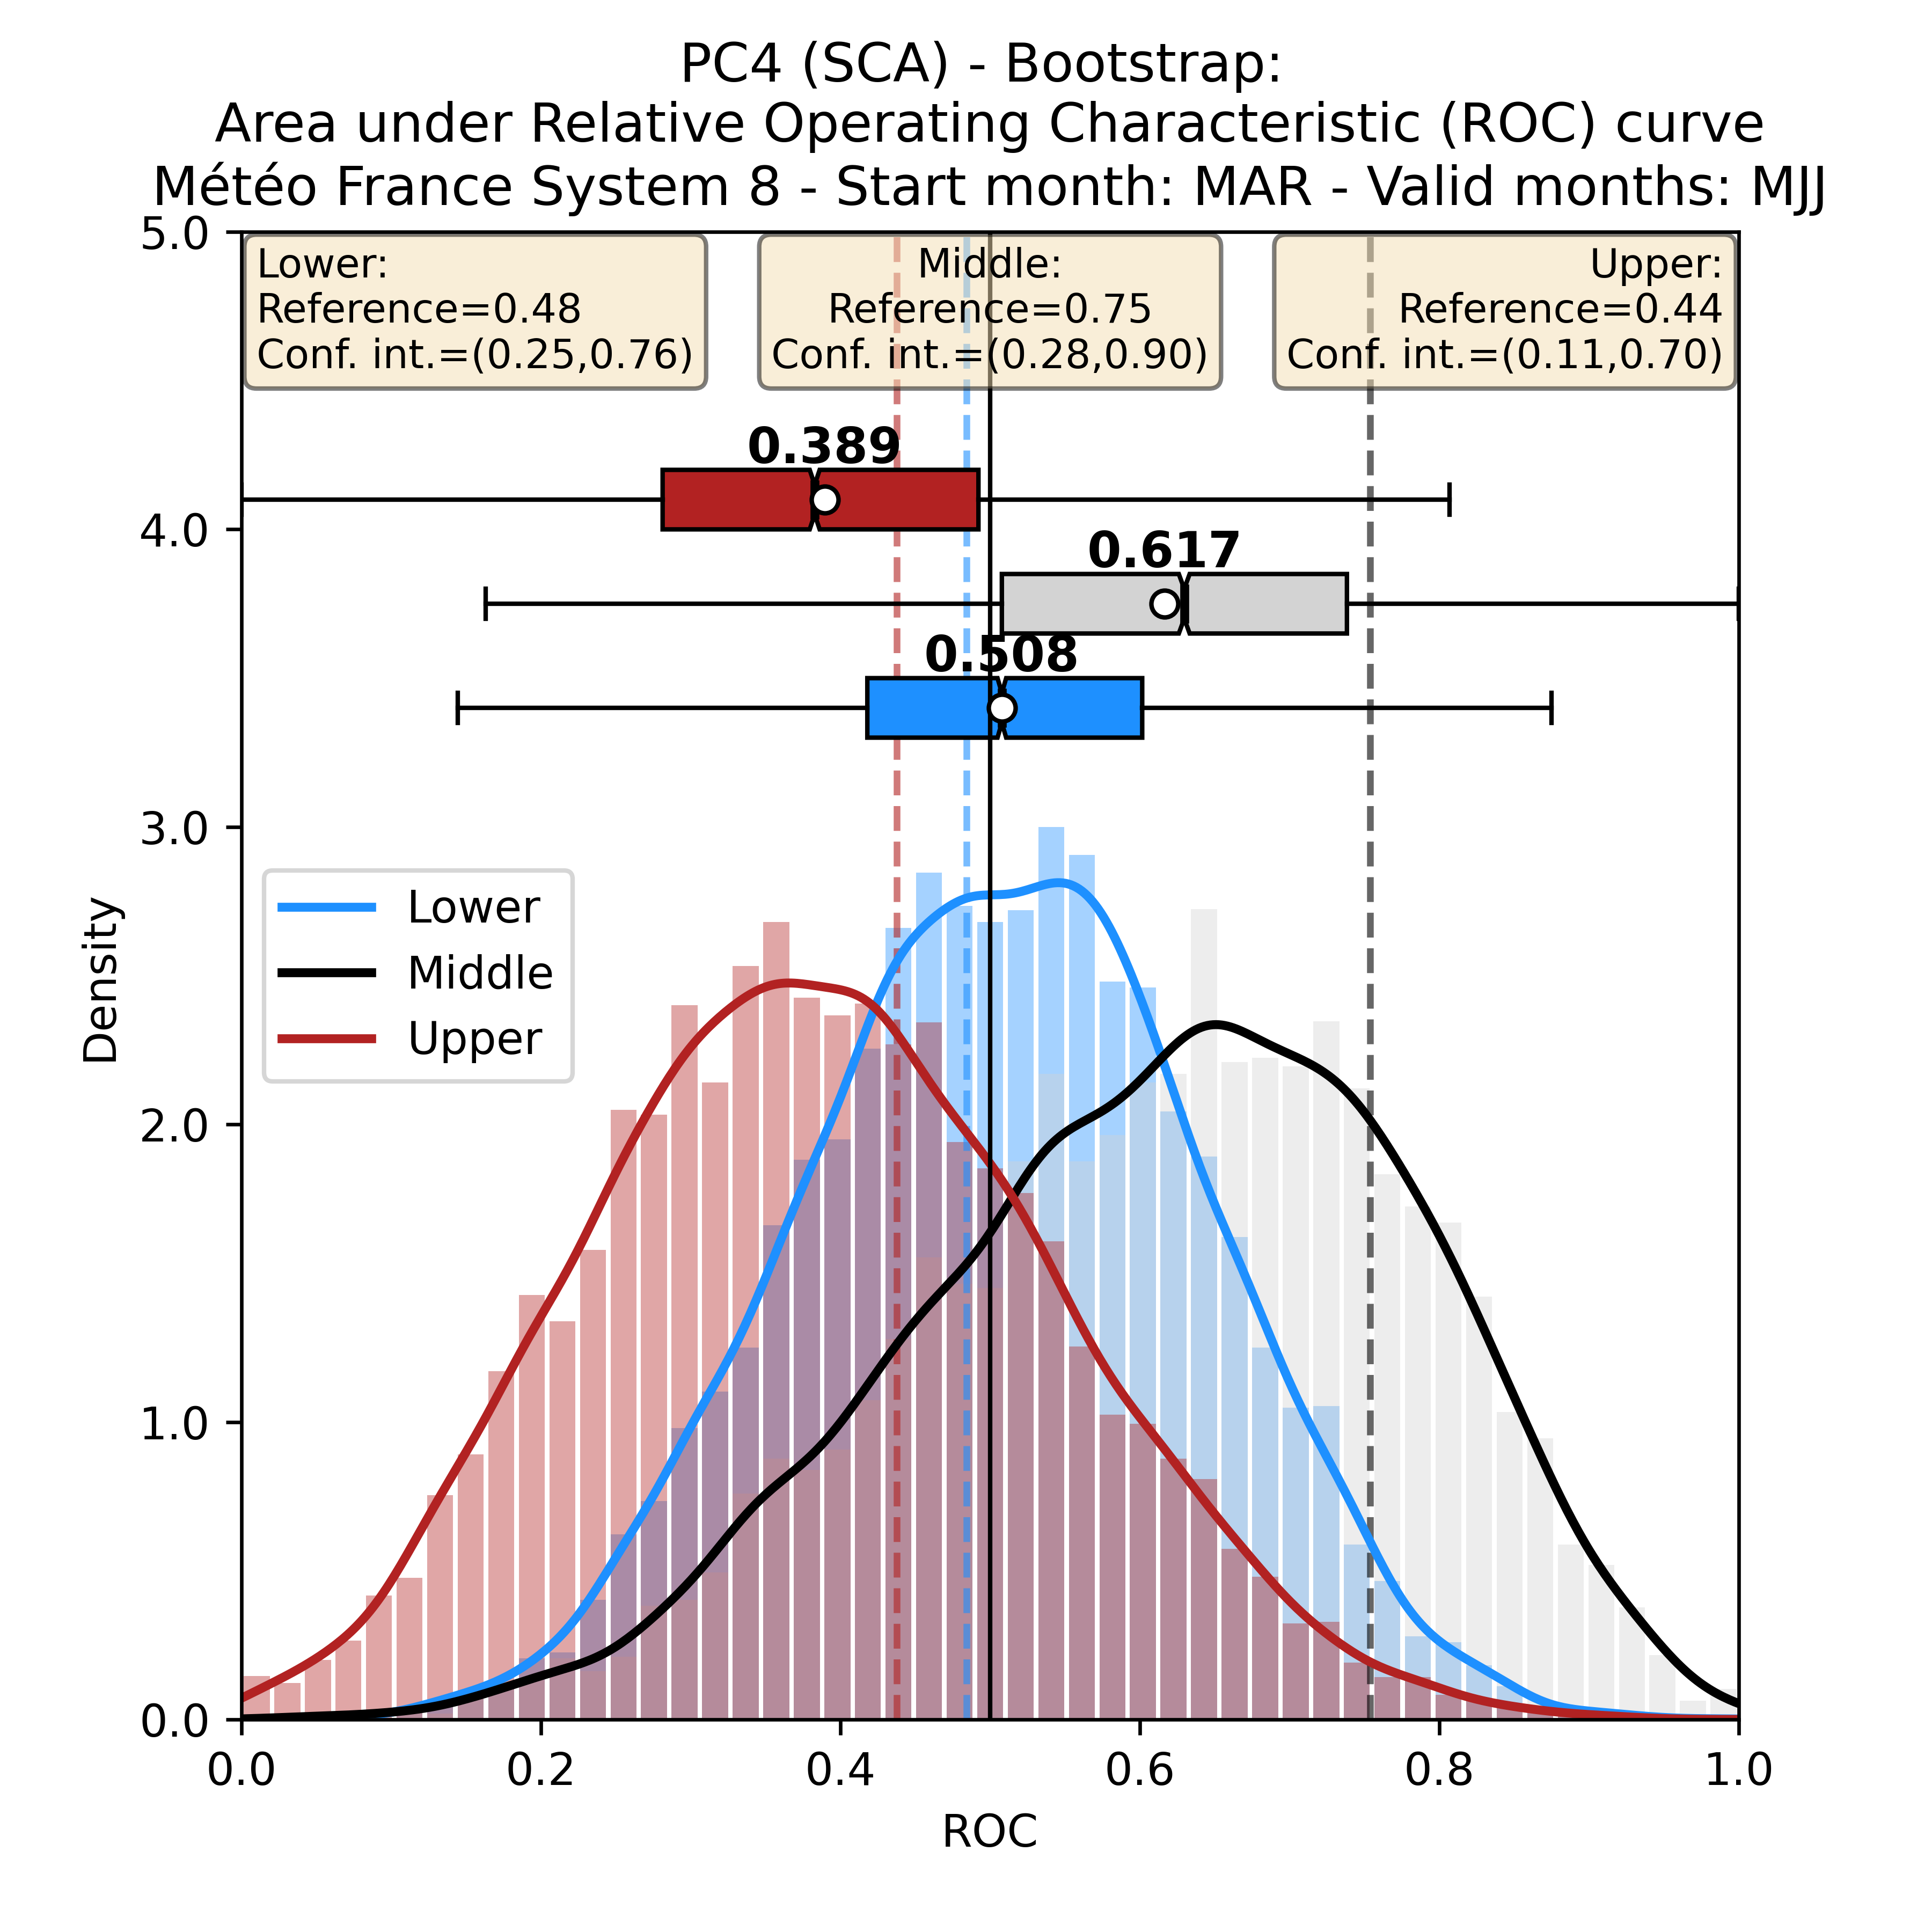 PC4 (SCA) - Bootstrap:
Area under Relative Operating Characteristic (ROC) curve
Météo France System 8 - Start month: MAR - Valid months: MJJ
Lower:
Reference=0.48
Conf. int.=(0.25,0.76)
Middle:
Reference=0.75
Conf. int.=(0.28,0.90)
Upper:
Reference=0.44
Conf. int.=(0.11,0.70)
0.389
0.617
0.508
Lower
Middle
Upper
Density
5.0
4.0
3.0
2.0
1.0
0.0
0.0 0.2 0.4 0.6 0.8 1.0
ROC